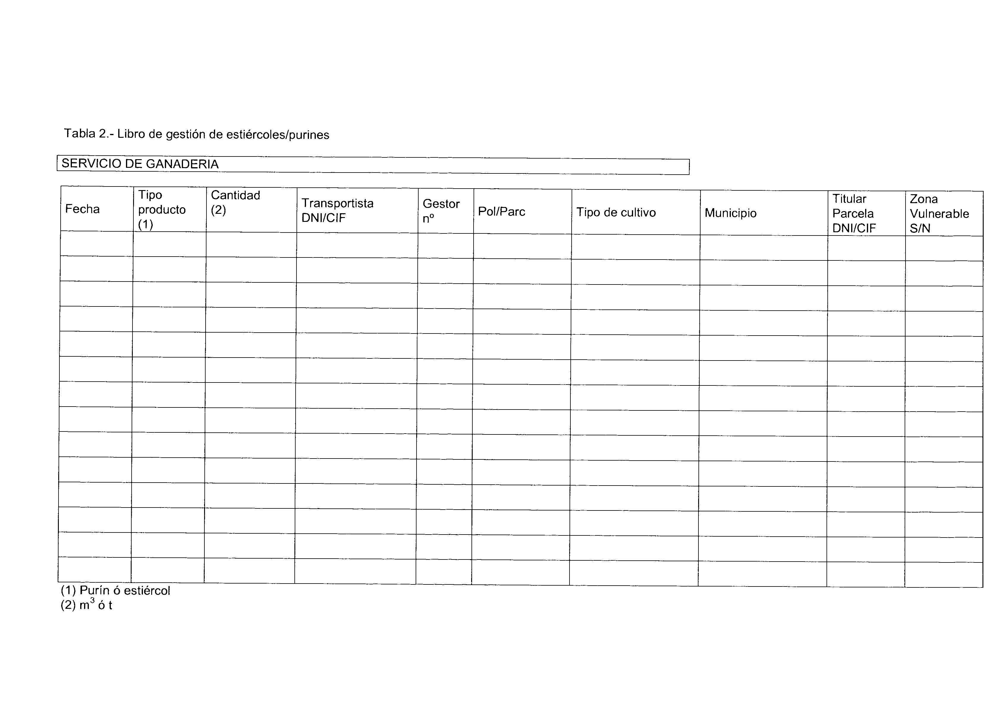 Tabla 2.- Libro de gestión de estiércoles/purines
SERVICIO DE GANADERIA
Fecha
Tipo
producto
(1)
Cantidad
(2)
Transportista
DNI/CIF
Gestor
nº
Pol/Parc
Tipo de cultivo
Municipio
Titular
Parcela
DNI/CIF
Zona
Vulnerable
S/N
(1) Purín ó estiércol
(2) m³ ó t